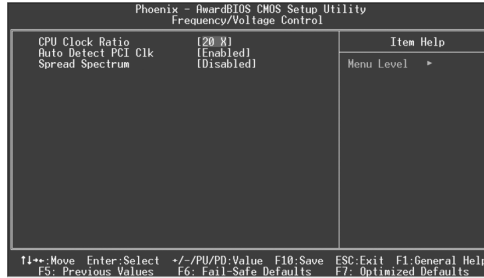 Phoenix - AwardBIOS CMOS Setup Utility
Frequency/Voltage Control
CPU Clock Ratio [20 X]
Auto Detect PCI Clk [Enabled]
Spread Spectrum [Disabled]
Item Help
Menu Level ►
↑↓→←:Move Enter:Select +/-/PU/PD:Value F10:Save ESC:Exit F1:General Help
F5: Previous Values F6: Fail-Safe Defaults F7: Optimized Defaults